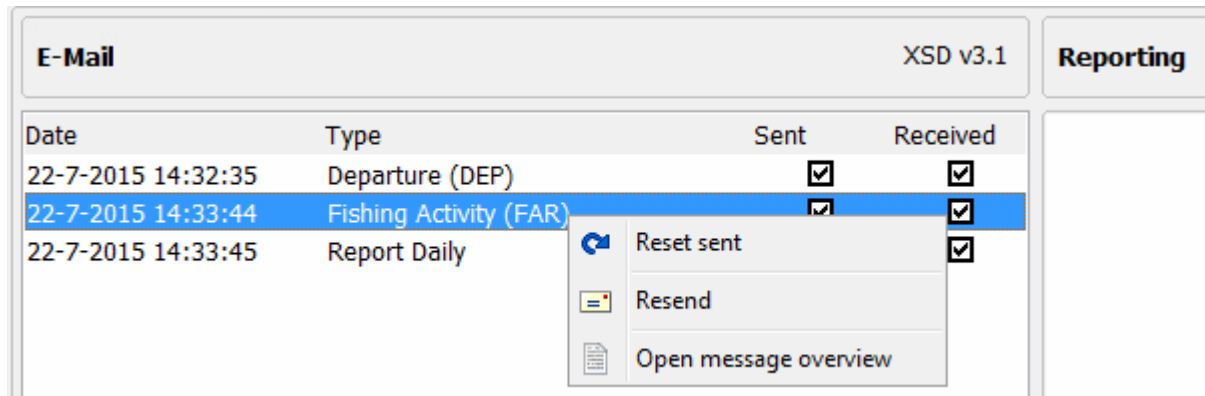 E-Mail XSD v3.1 Reporting
Date Type Sent Received
22-7-2015 14:32:35 Departure (DEP)
22-7-2015 14:33:44 Fishing Activity (FAR)
22-7-2015 14:33:45 Report Daily
Reset sent
Resend
Open message overview